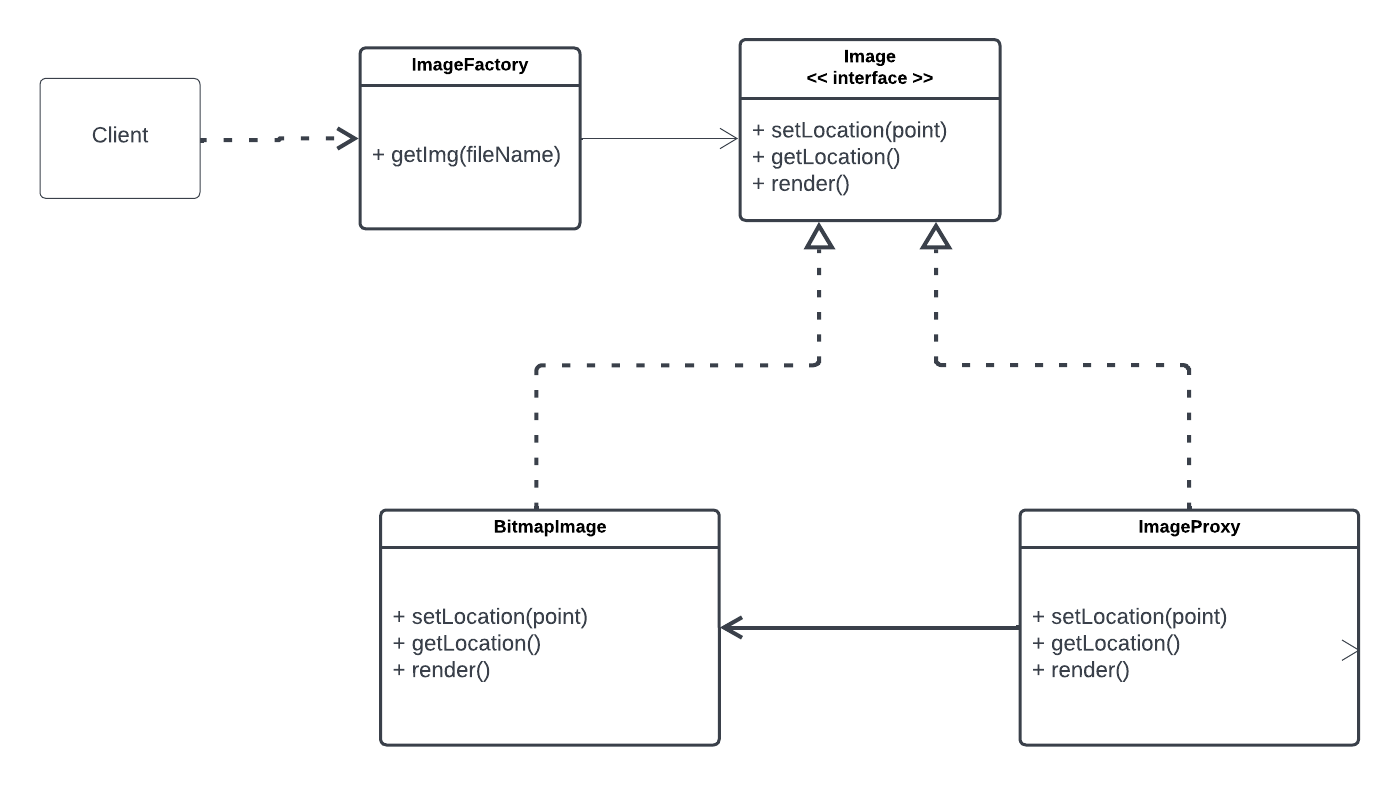 Client
ImageFactory
+ getImg(fileName)
Image
<< interface >>
+ setLocation(point)
+ getLocation()
+ render()
BitmapImage
+ setLocation(point)
+ getLocation()
+ render()
ImageProxy
+ setLocation(point)
+ getLocation()
+ render()